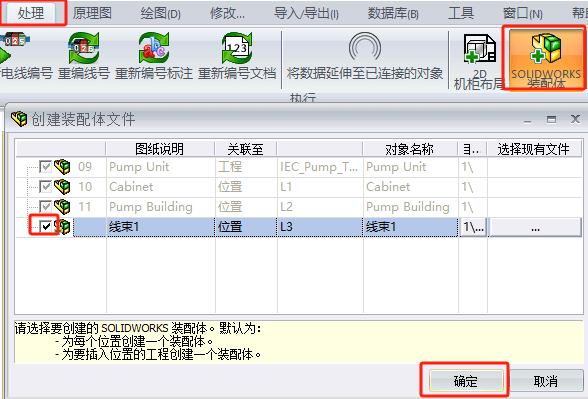 处理 原理图 绘图(D) 修改... 导入/导出(I) 数据库(B) 工具 窗口(N)
电线编号 重编线号 重新编号标注 重新编号文档 将数据延伸至已连接的对象 2D 机柜布局 SOLIDWORKS 装配体
执行
创建装配体文件
图纸说明 关联至 对象名称 选择现有文件
09 Pump Unit 工程 IEC_Pump_T... Pump Unit 1\
10 Cabinet 位置 L1 Cabinet 1\
11 Pump Building 位置 L2 Pump Building 1\
线束1 位置 L3 线束1 1\... ...
请选择要创建的 SOLIDWORKS 装配体。默认为：
- 为每个位置创建一个装配体。
- 为要插入位置的工程创建一个装配体。
确定 取消